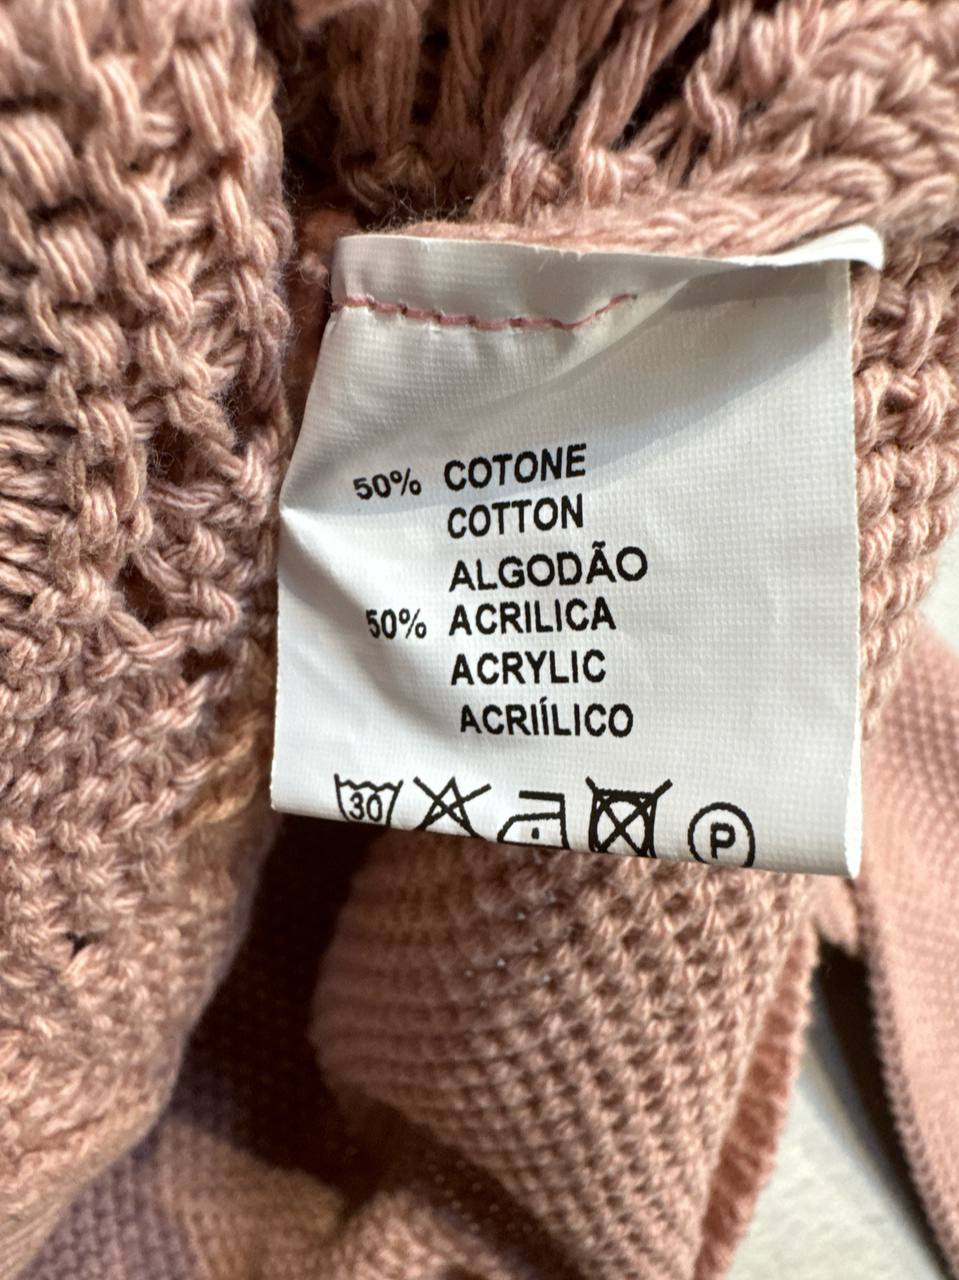 50% COTONE
COTTON
ALGODÃO
50% ACRILICA
ACRYLIC
ACRIÍLICO
30 P